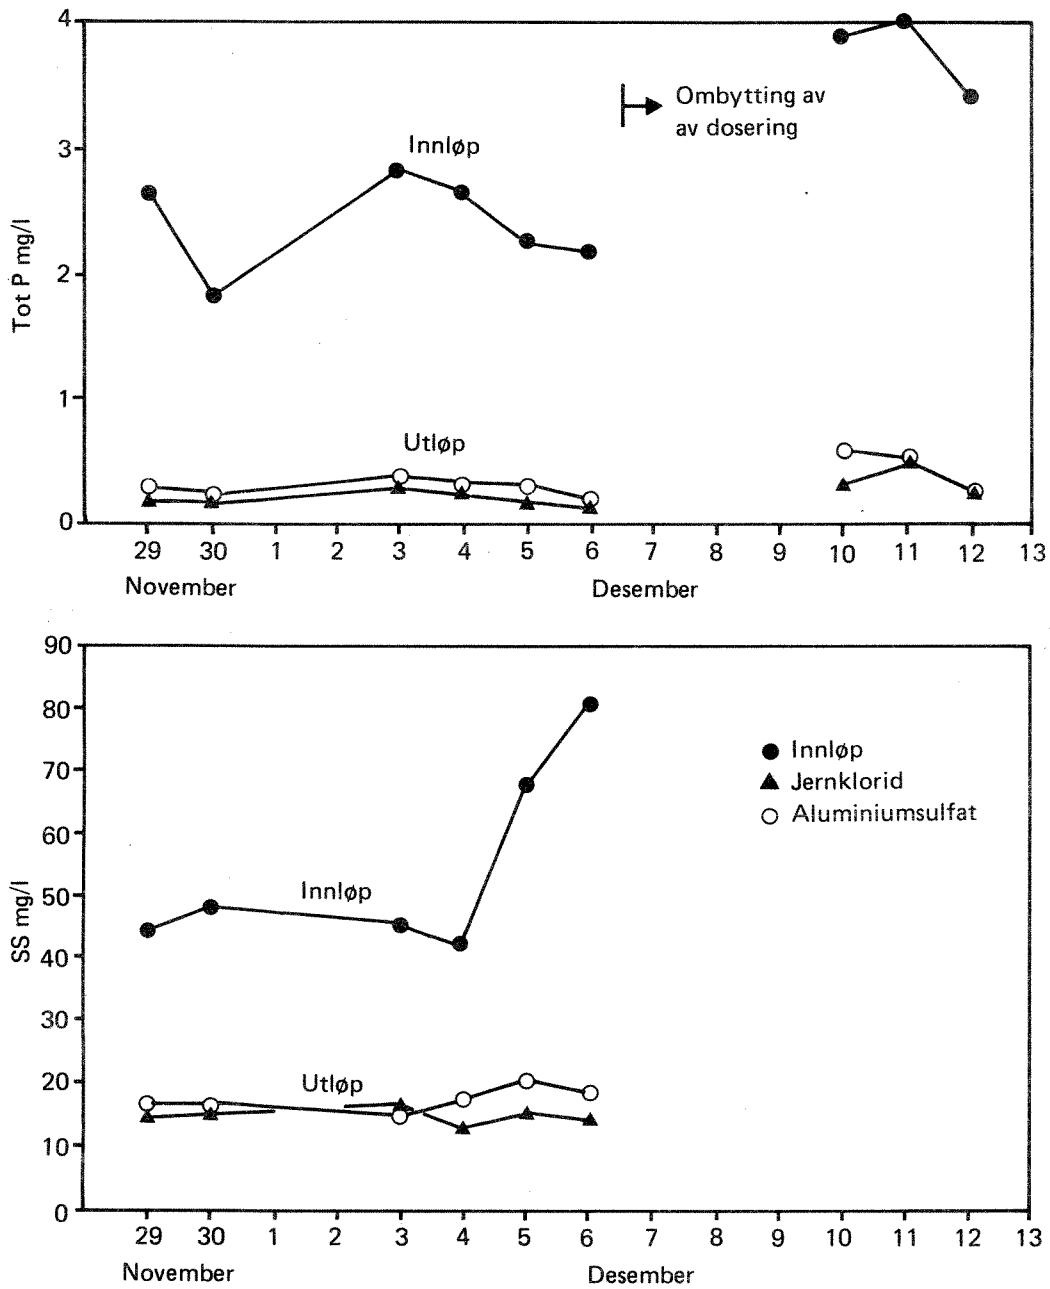 4
Ombytting av
av dosering
Innløp
3
Tot P mg/l
2
1
Utløp
0
29 30 1 2 3 4 5 6 7 8 9 10 11 12 13
November Desember
90
80
Innløp
Jernklorid
70
Aluminiumsulfat
60
Innløp
50
SS mg/l
40
30
Utløp
20
10
0
29 30 1 2 3 4 5 6 7 8 9 10 11 12 13
November Desember